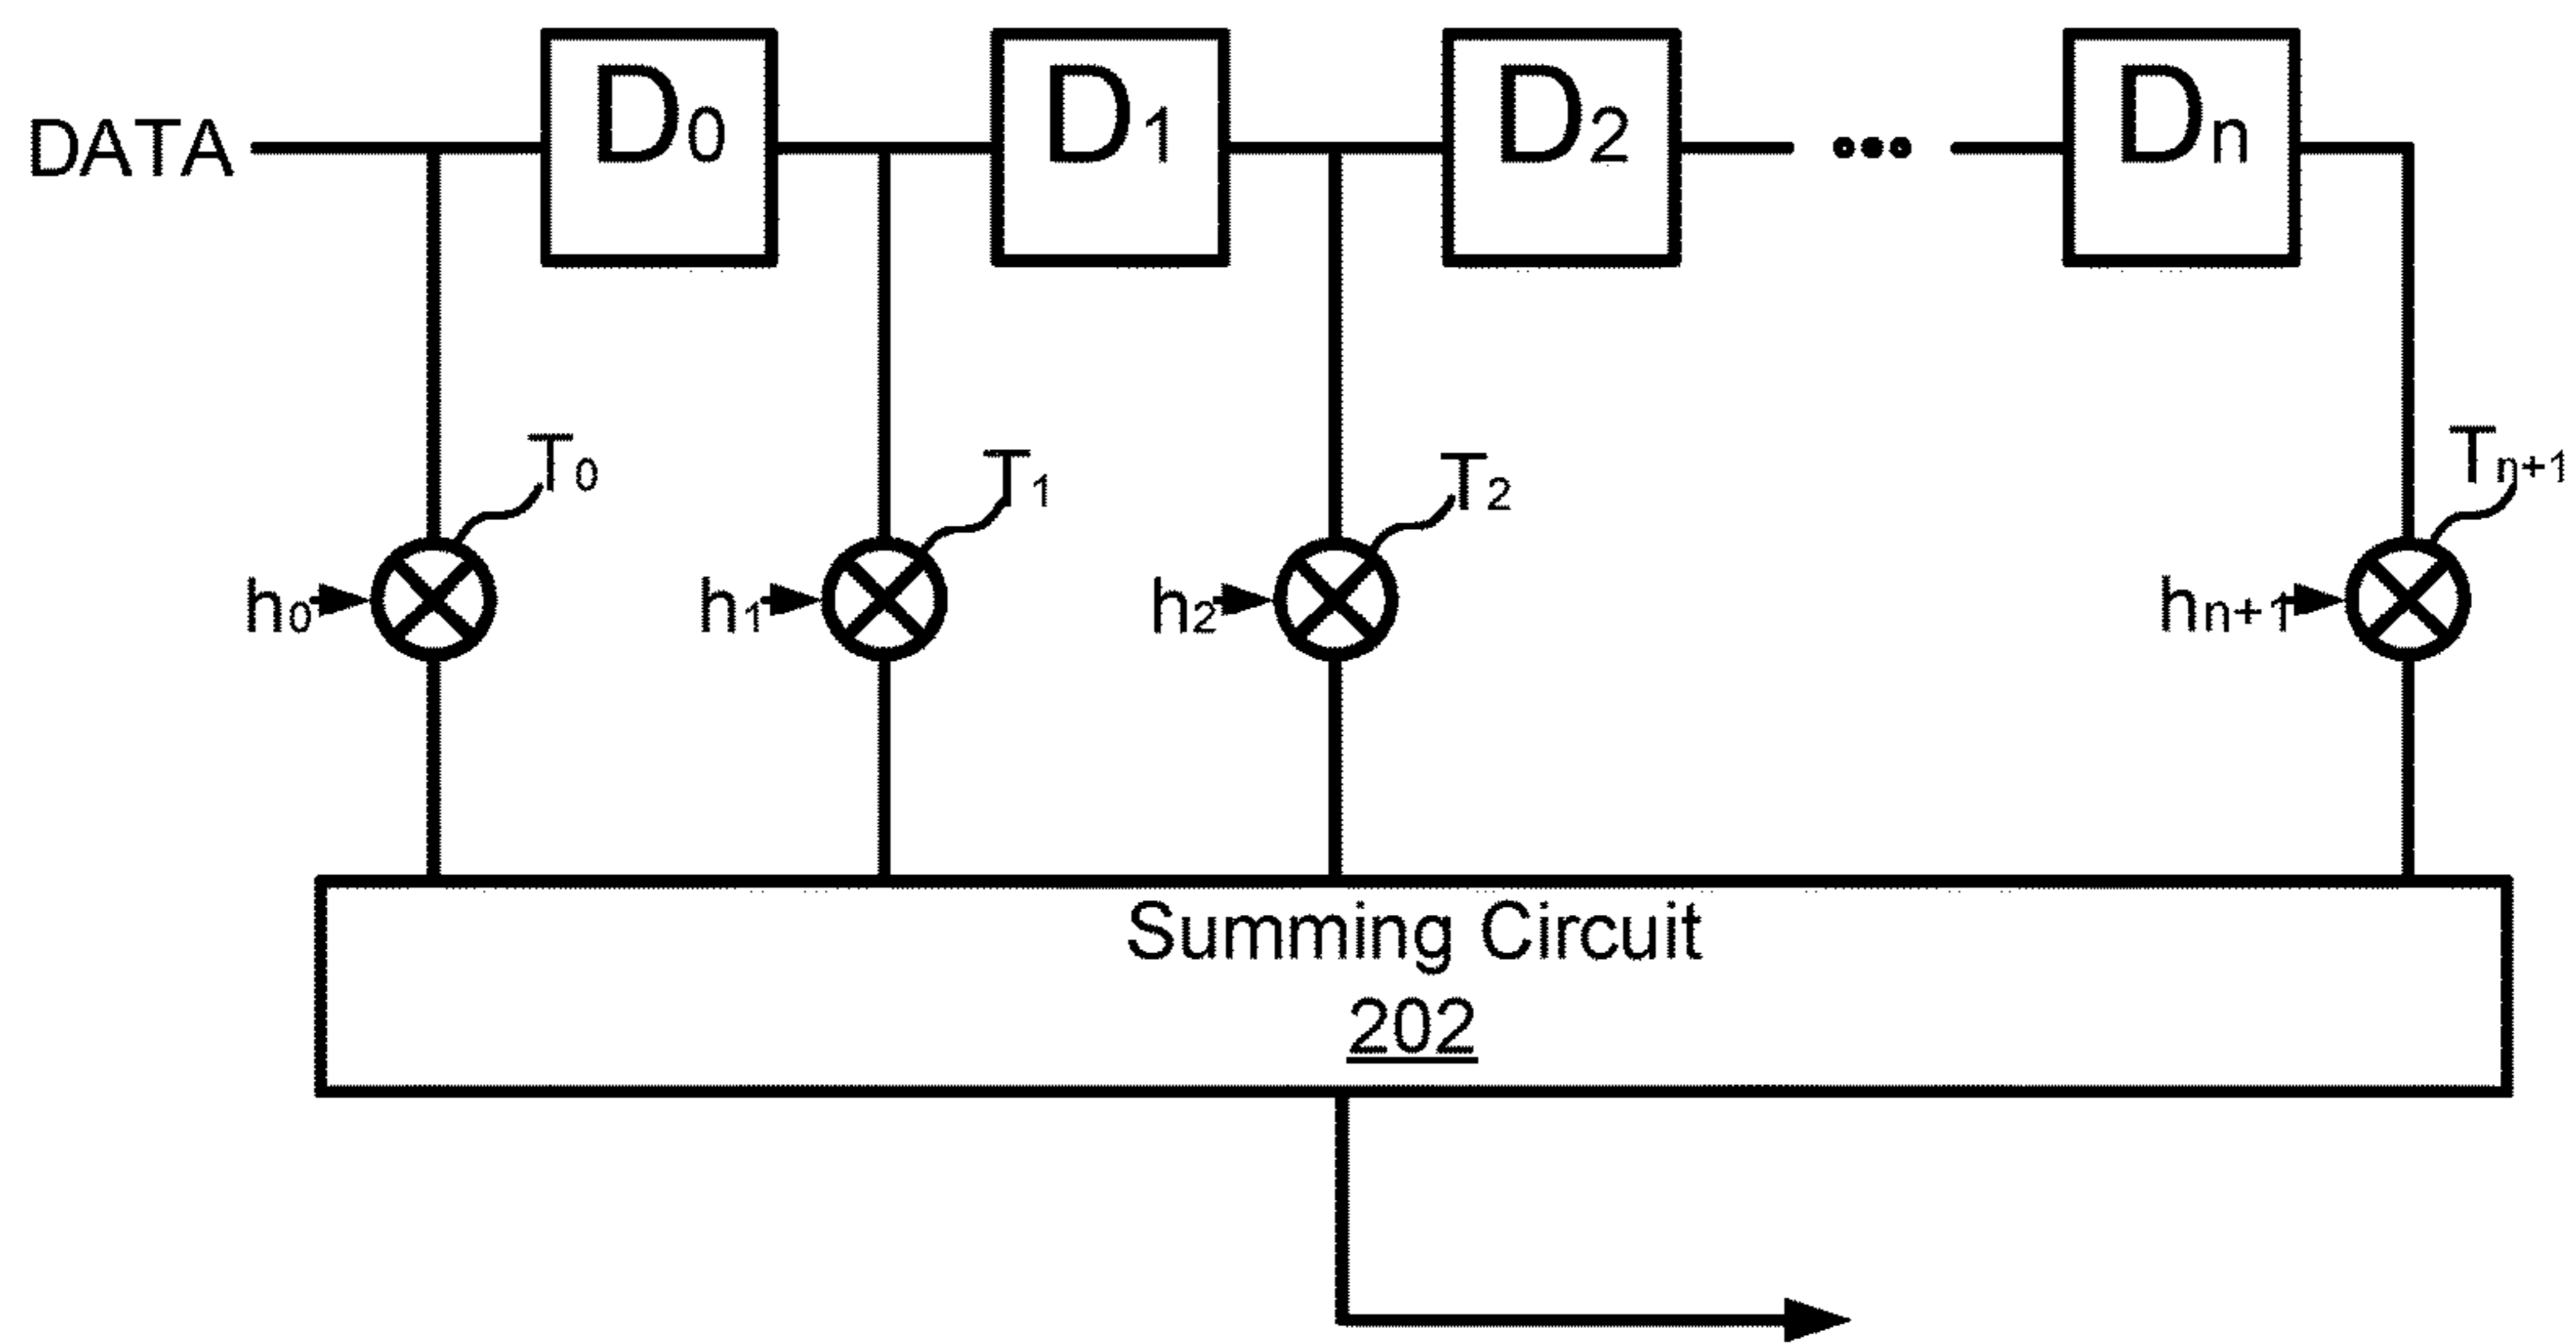 DATA D0 D1 D2 ••• Dn
T0 T1 T2 Tn+1
h0 h1 h2 hn+1
Summing Circuit
202